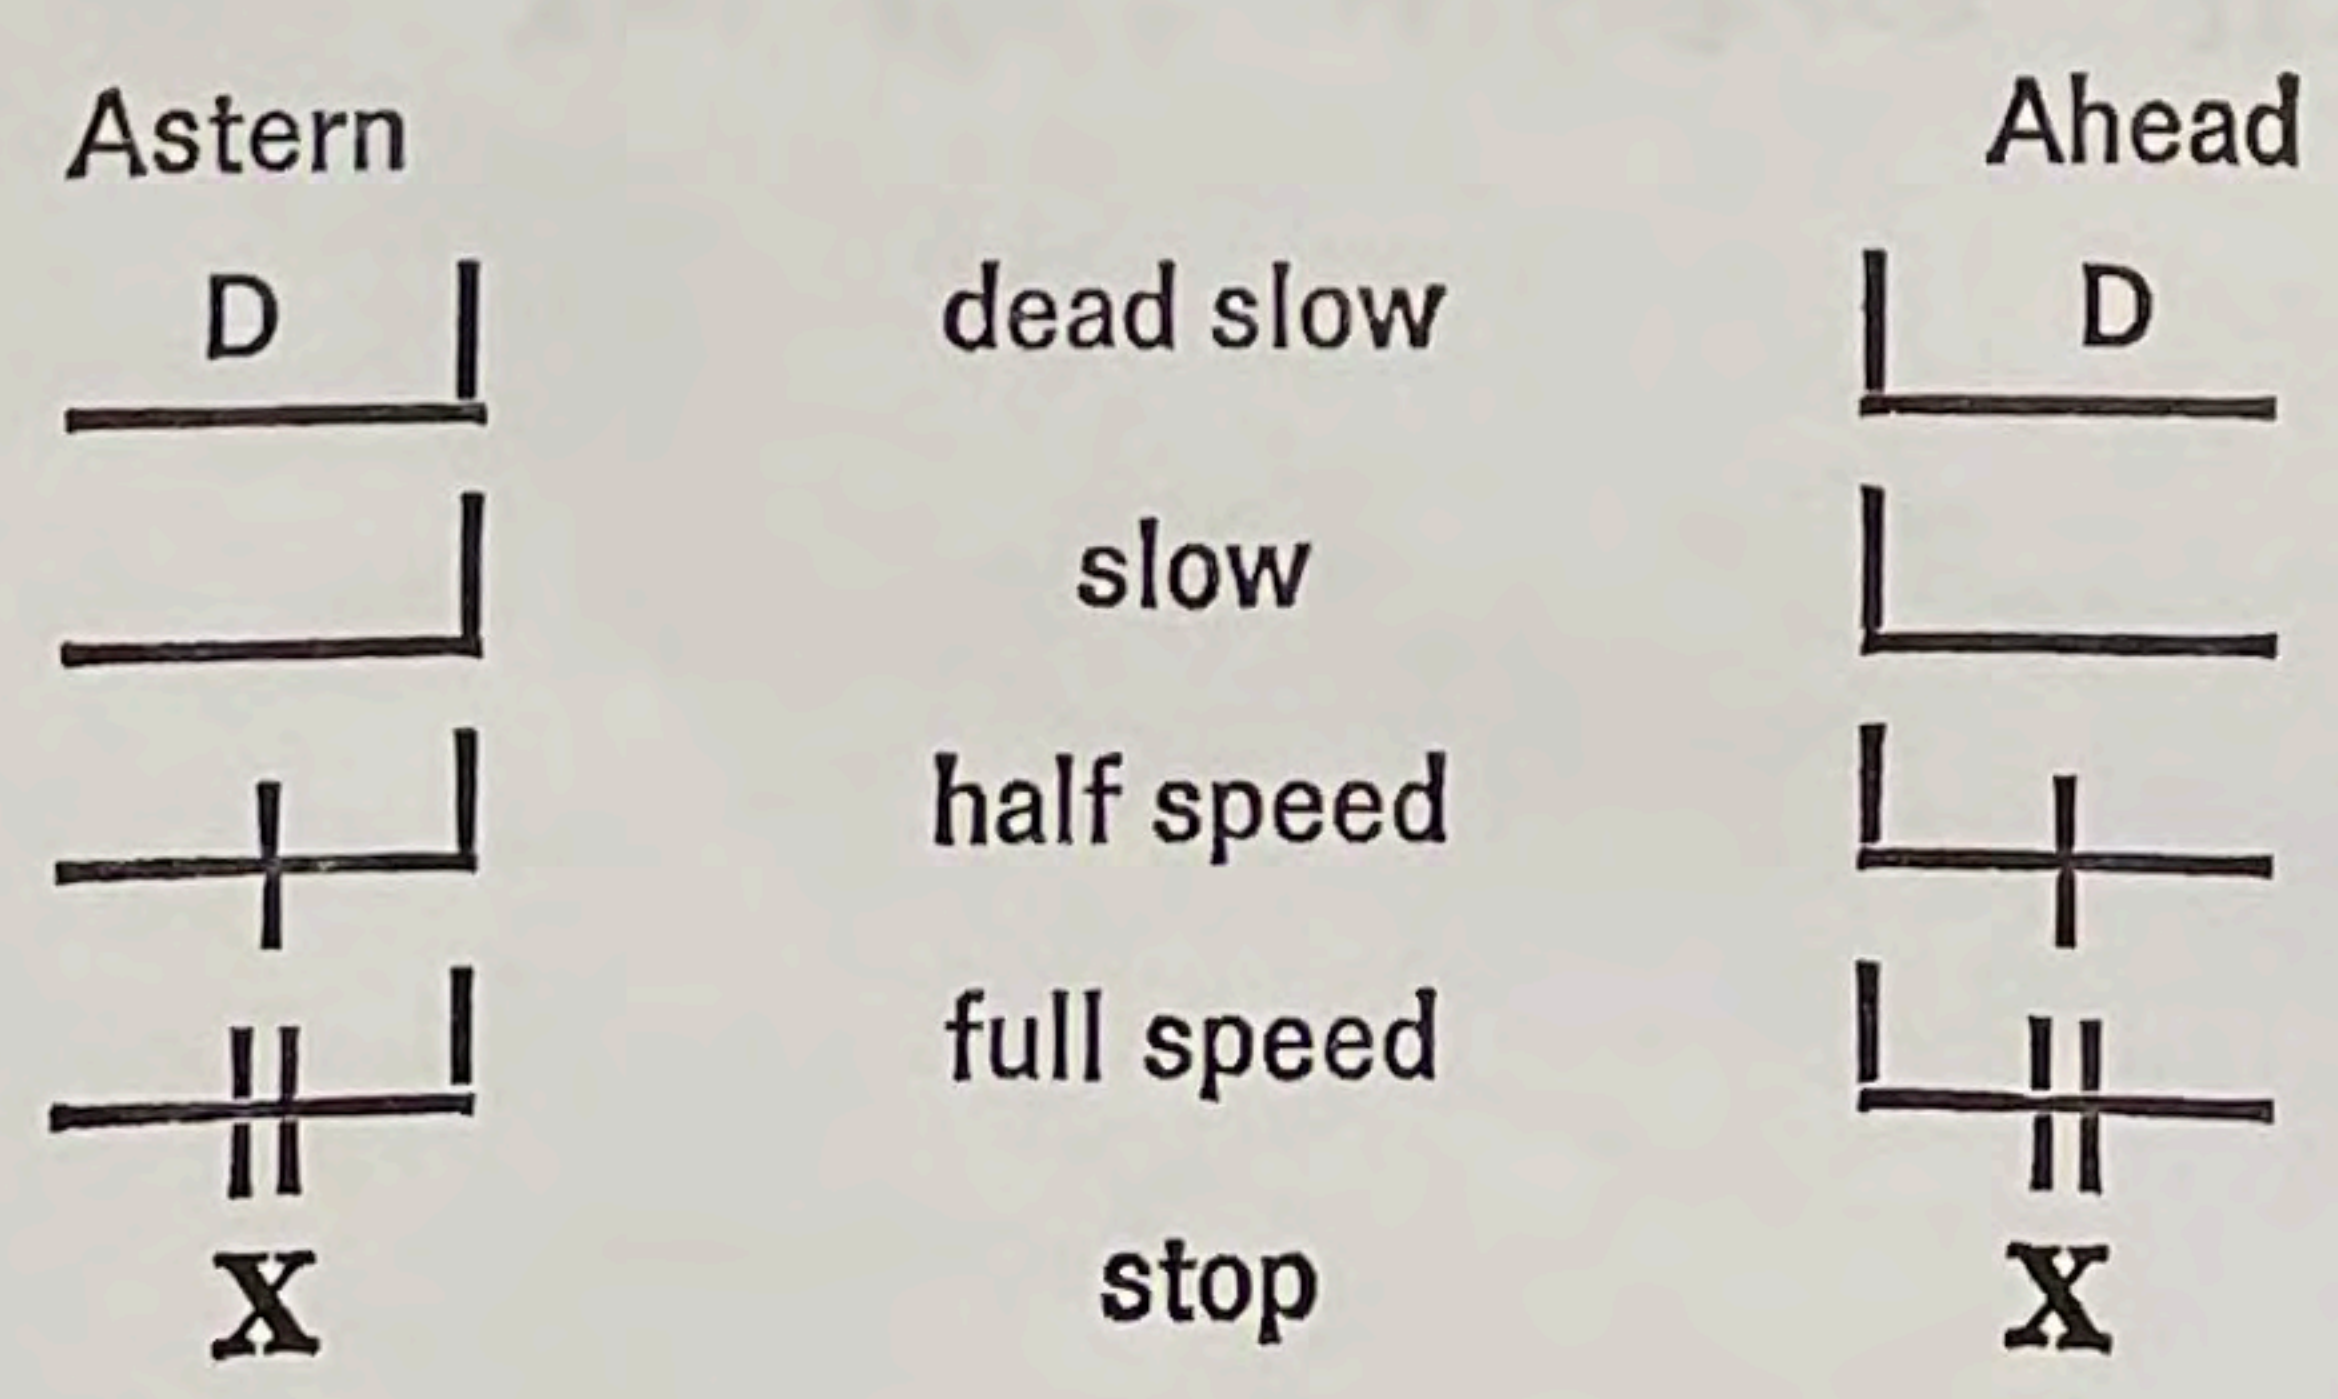 Astern Ahead
D dead slow D
slow
half speed
full speed
X stop X